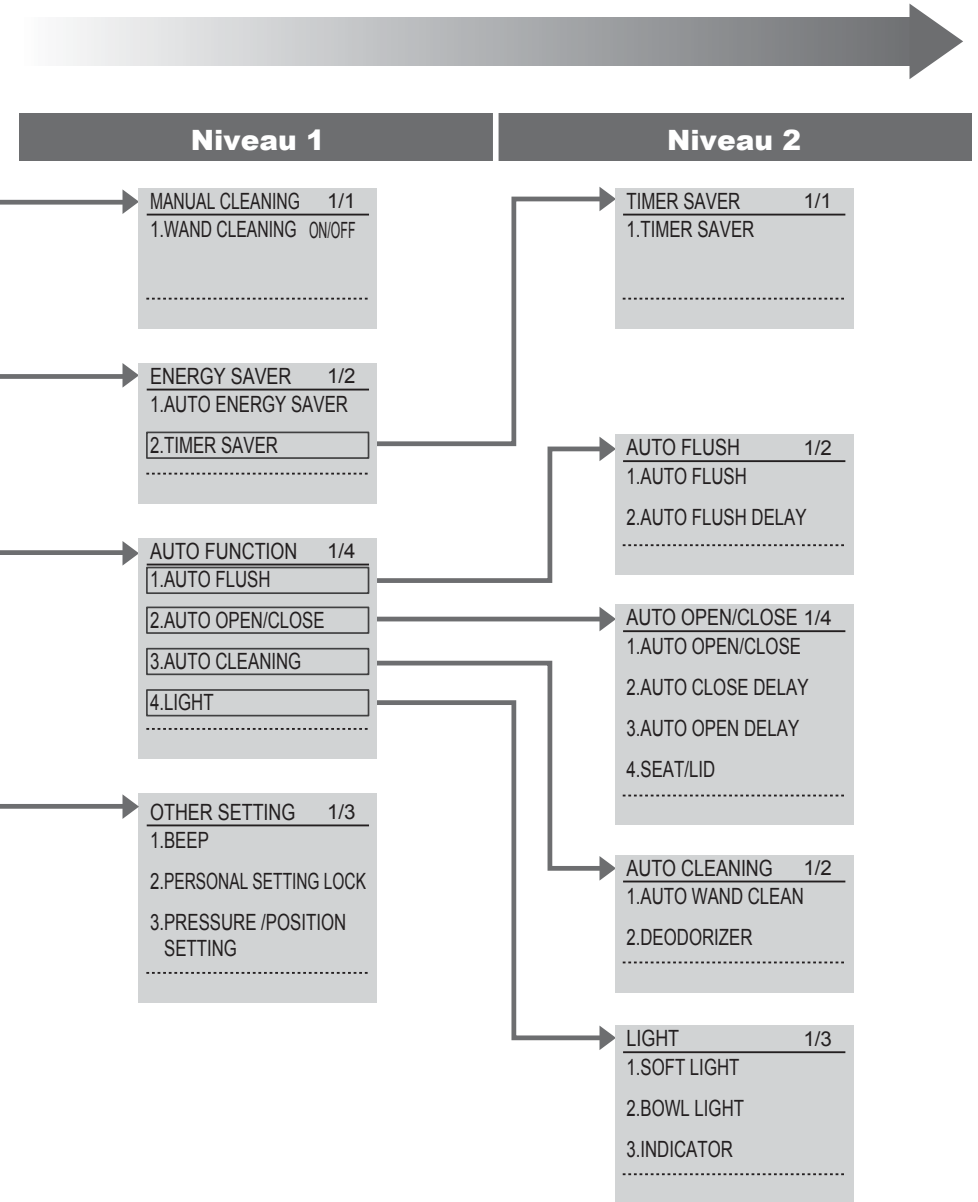 Niveau 1
Niveau 2
MANUAL CLEANING 1/1
1.WAND CLEANING ON/OFF
ENERGY SAVER 1/2
1.AUTO ENERGY SAVER
2.TIMER SAVER
AUTO FUNCTION 1/4
1.AUTO FLUSH
2.AUTO OPEN/CLOSE
3.AUTO CLEANING
4.LIGHT
OTHER SETTING 1/3
1.BEEP
2.PERSONAL SETTING LOCK
3.PRESSURE /POSITION
SETTING
TIMER SAVER 1/1
1.TIMER SAVER
AUTO FLUSH 1/2
1.AUTO FLUSH
2.AUTO FLUSH DELAY
AUTO OPEN/CLOSE 1/4
1.AUTO OPEN/CLOSE
2.AUTO CLOSE DELAY
3.AUTO OPEN DELAY
4.SEAT/LID
AUTO CLEANING 1/2
1.AUTO WAND CLEAN
2.DEODORIZER
LIGHT 1/3
1.SOFT LIGHT
2.BOWL LIGHT
3.INDICATOR